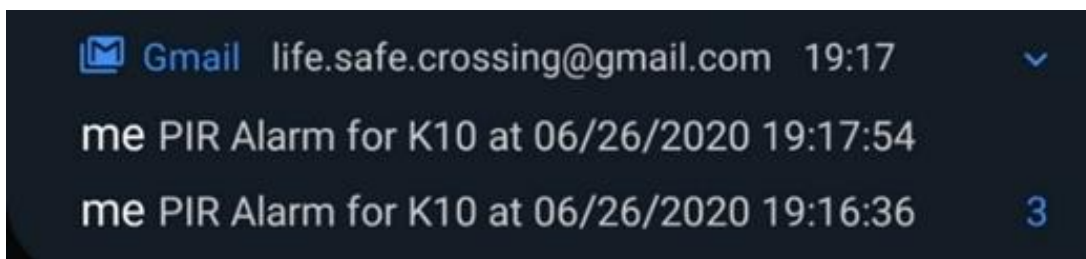 Gmail life.safe.crossing@gmail.com 19:17
me PIR Alarm for K10 at 06/26/2020 19:17:54
me PIR Alarm for K10 at 06/26/2020 19:16:36 3